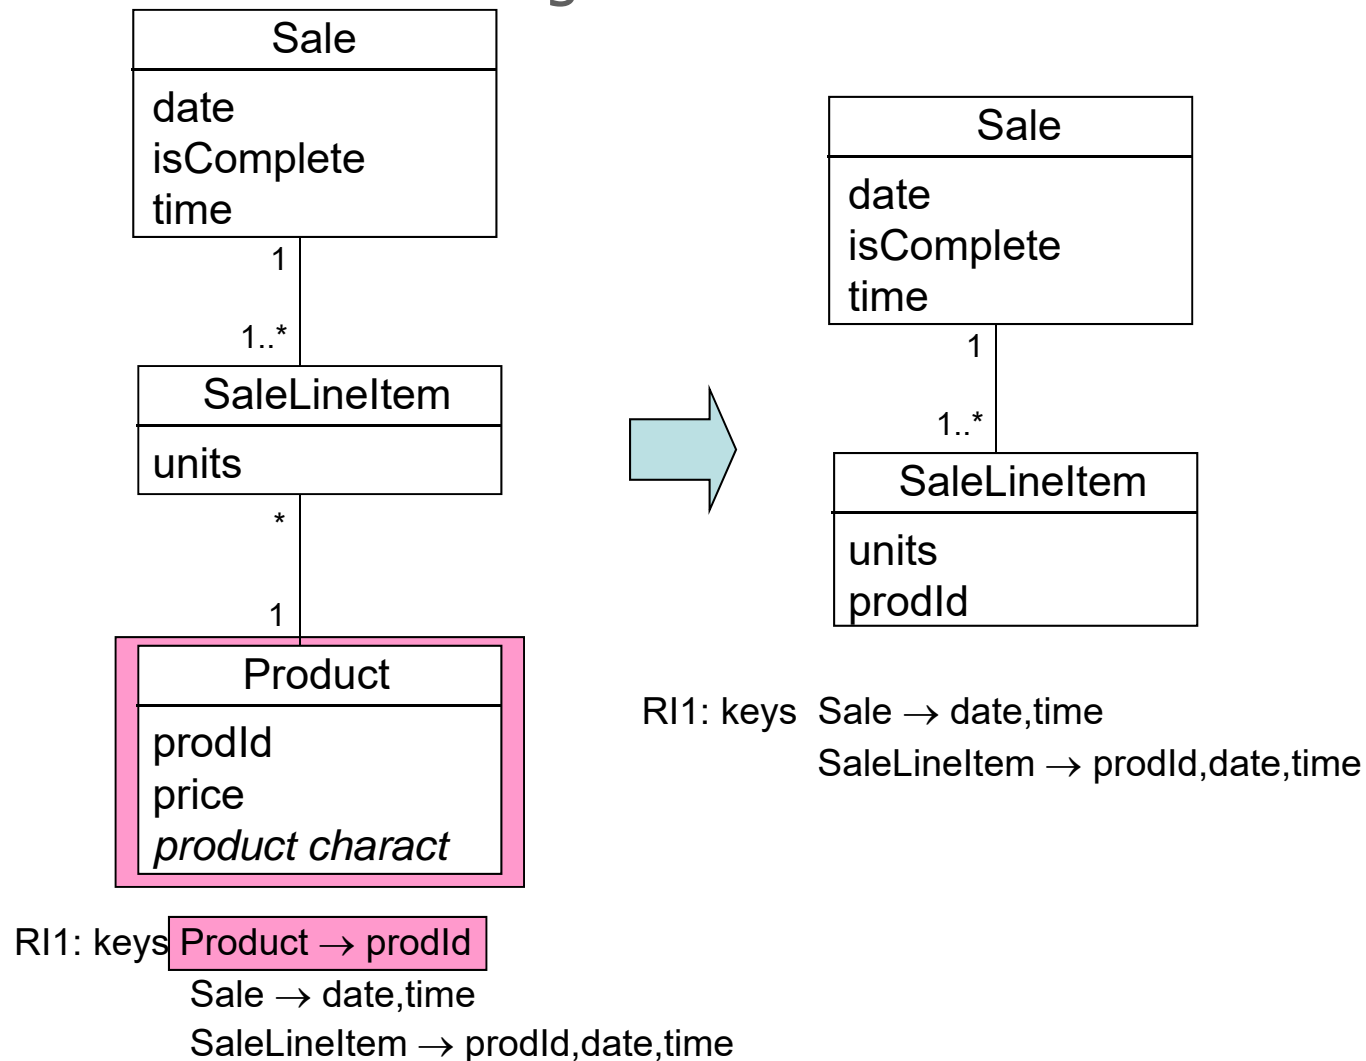 Sale
date
isComplete
time
1
1..*
SaleLineItem
units
*
1
Product
prodId
price
product charact
RI1: keys Product → prodId
Sale → date,time
SaleLineItem → prodId,date,time
Sale
date
isComplete
time
1
1..*
SaleLineItem
units
prodId
RI1: keys Sale → date,time
SaleLineItem → prodId,date,time